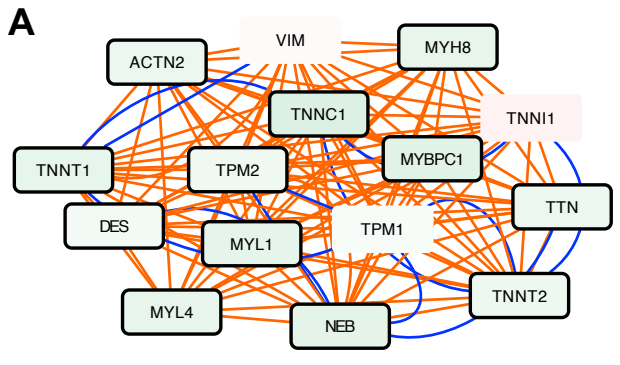 A
VIM
MYH8
ACTN2
TNNC1
TNNI1
MYBPC1
TNNT1
TPM2
TTN
DES
TPM1
MYL1
TNNT2
MYL4
NEB